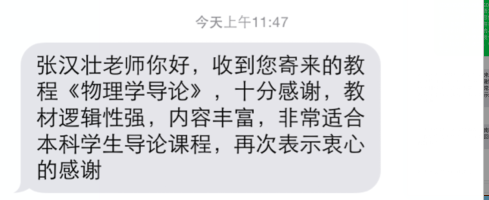 今天上午11:47
张汉壮老师你好，收到您寄来的教
程《物理学导论》，十分感谢，教
材逻辑性强，内容丰富，非常适合
本科学生导论课程，再次表示衷心
的感谢